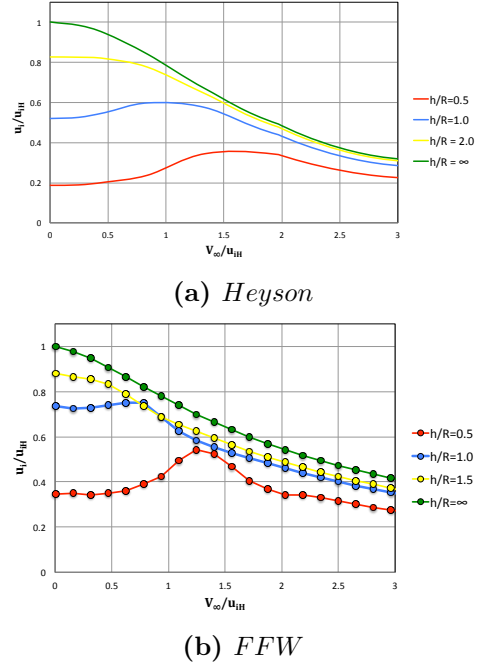 1
0.8
0.6
0.4
0.2
0
u_i/u_iH
0 0.5 1 1.5 2 2.5 3
V_∞/u_iH
h/R=0.5
h/R=1.0
h/R = 2.0
h/R = ∞
(a) Heyson
1
0.8
0.6
0.4
0.2
0
u_i/u_iH
0 0.5 1 1.5 2 2.5 3
V_∞/u_iH
h/R=0.5
h/R=1.0
h/R=1.5
h/R=∞
(b) FFW